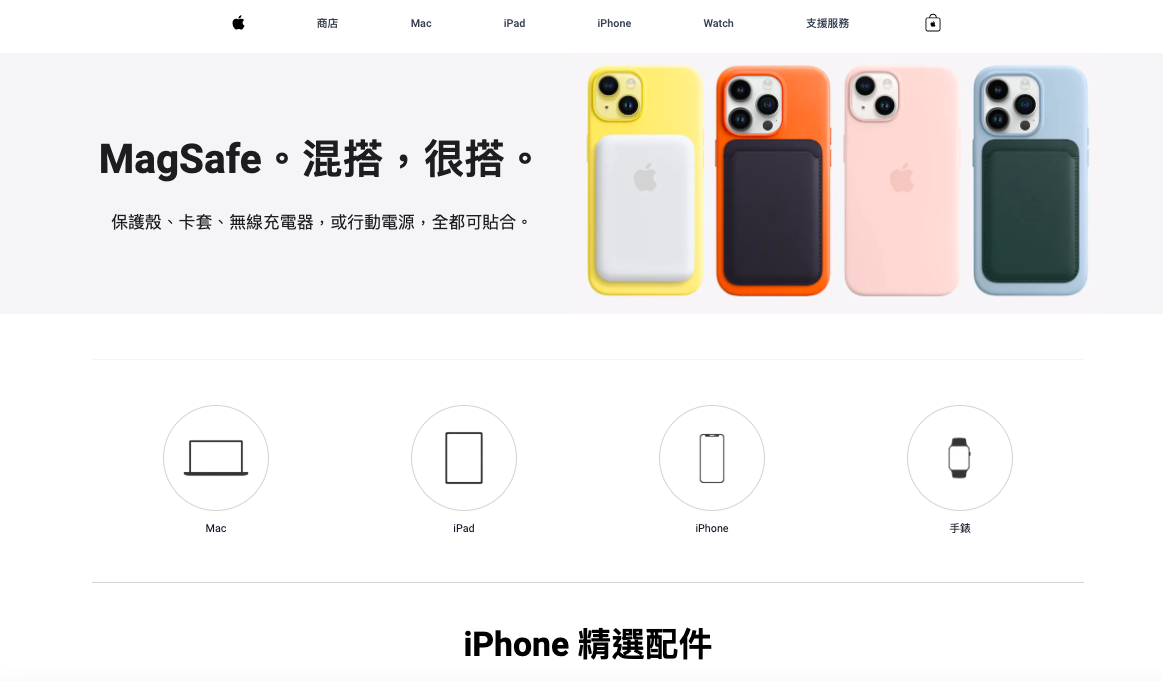 商店 Mac iPad iPhone Watch 支援服務
MagSafe。混搭，很搭。
保護殼、卡套、無線充電器，或行動電源，全都可貼合。
Mac iPad iPhone 手錶
iPhone 精選配件